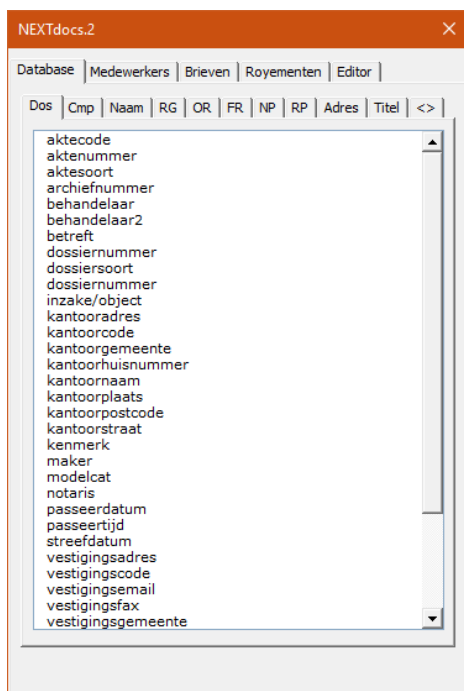 NEXTdocs.2
Database Medewerkers Brieven Royementen Editor
Dos Cmp Naam RG OR FR NP RP Adres Titel <>
aktecode
aktenummer
aktesoort
archiefnummer
behandelaar
behandelaar2
betreft
dossiernummer
dossiersoort
dossiernummer
inzake/object
kantooradres
kantoorcode
kantoorgemeente
kantoorhuisnummer
kantoornaam
kantoorplaats
kantoorpostcode
kantoorstraat
kenmerk
maker
modelcat
notaris
passeerdatum
passeertijd
streefdatum
vestigingsadres
vestigingscode
vestigingsemail
vestigingsfax
vestigingsgemeente